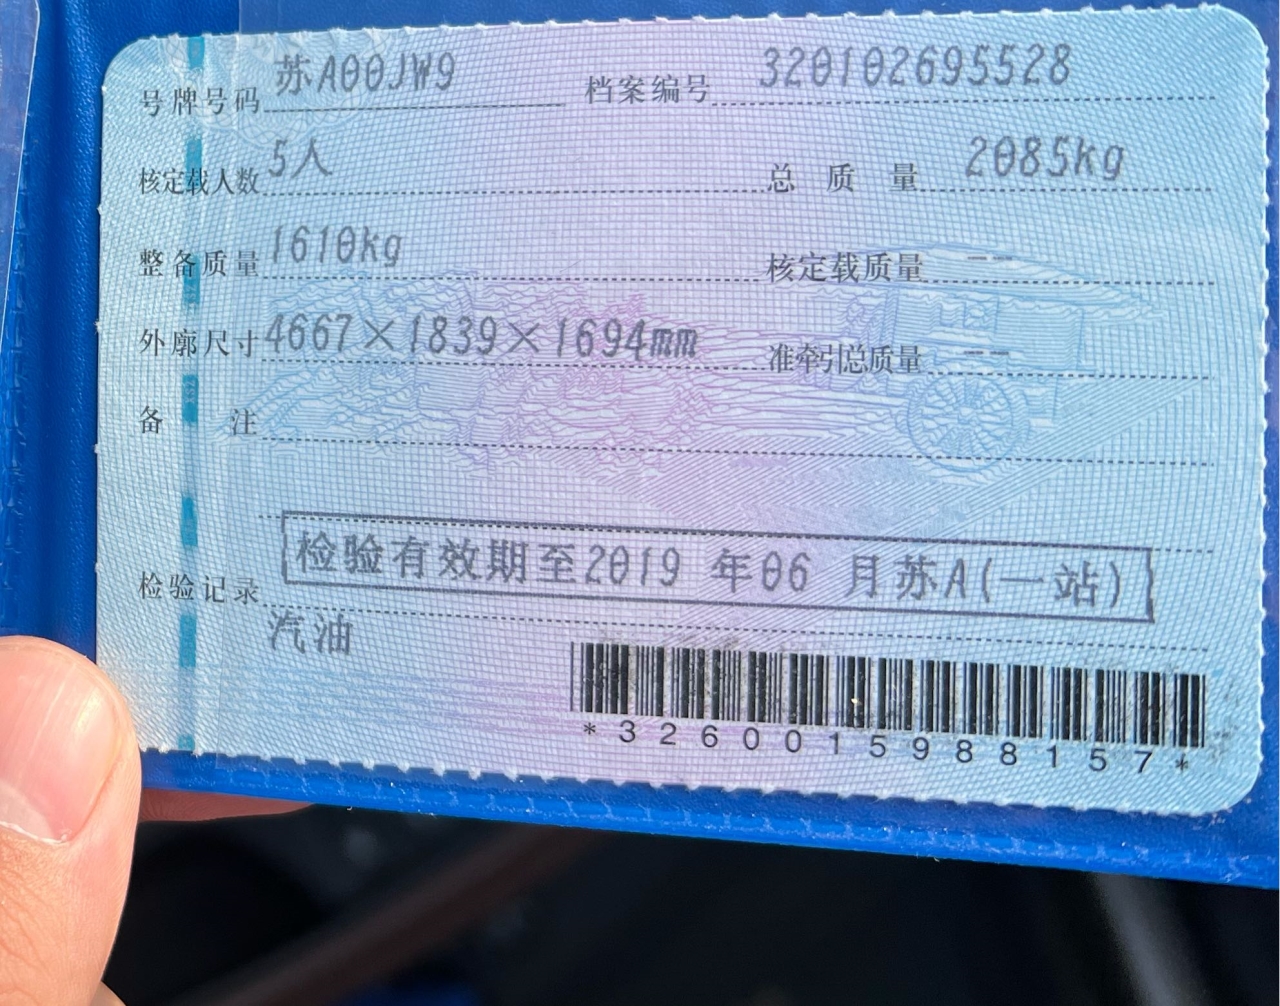 号牌号码 苏A00JW9 档案编号 320102695528
核定载人数 5人 总质量 2085kg
整备质量 1610kg 核定载质量 -- --
外廓尺寸 4667×1839×1694mm 准牵引总质量 -- --
备注
检验记录 检验有效期至2019 年06 月苏A(一站)
汽油
*3260015988157*